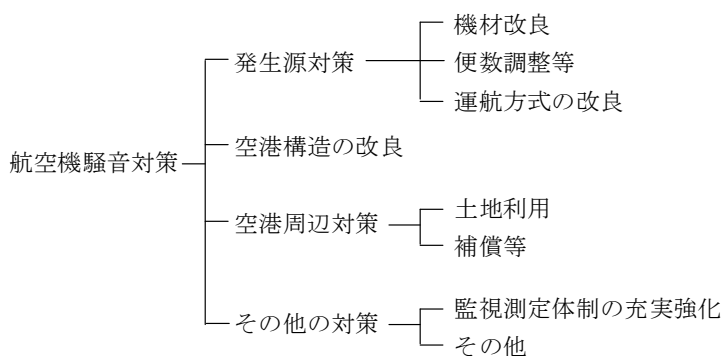 航空機騒音対策
発生源対策
機材改良
便数調整等
運航方式の改良
空港構造の改良
空港周辺対策
土地利用
補償等
その他の対策
監視測定体制の充実強化
その他